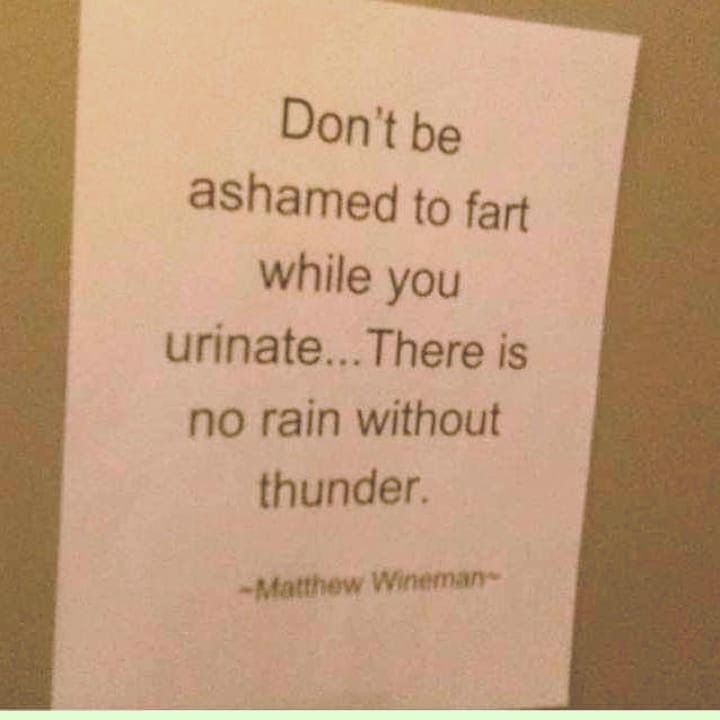 Don't be
ashamed to fart
while you
urinate...There is
no rain without
thunder.
~Matthew Wineman~